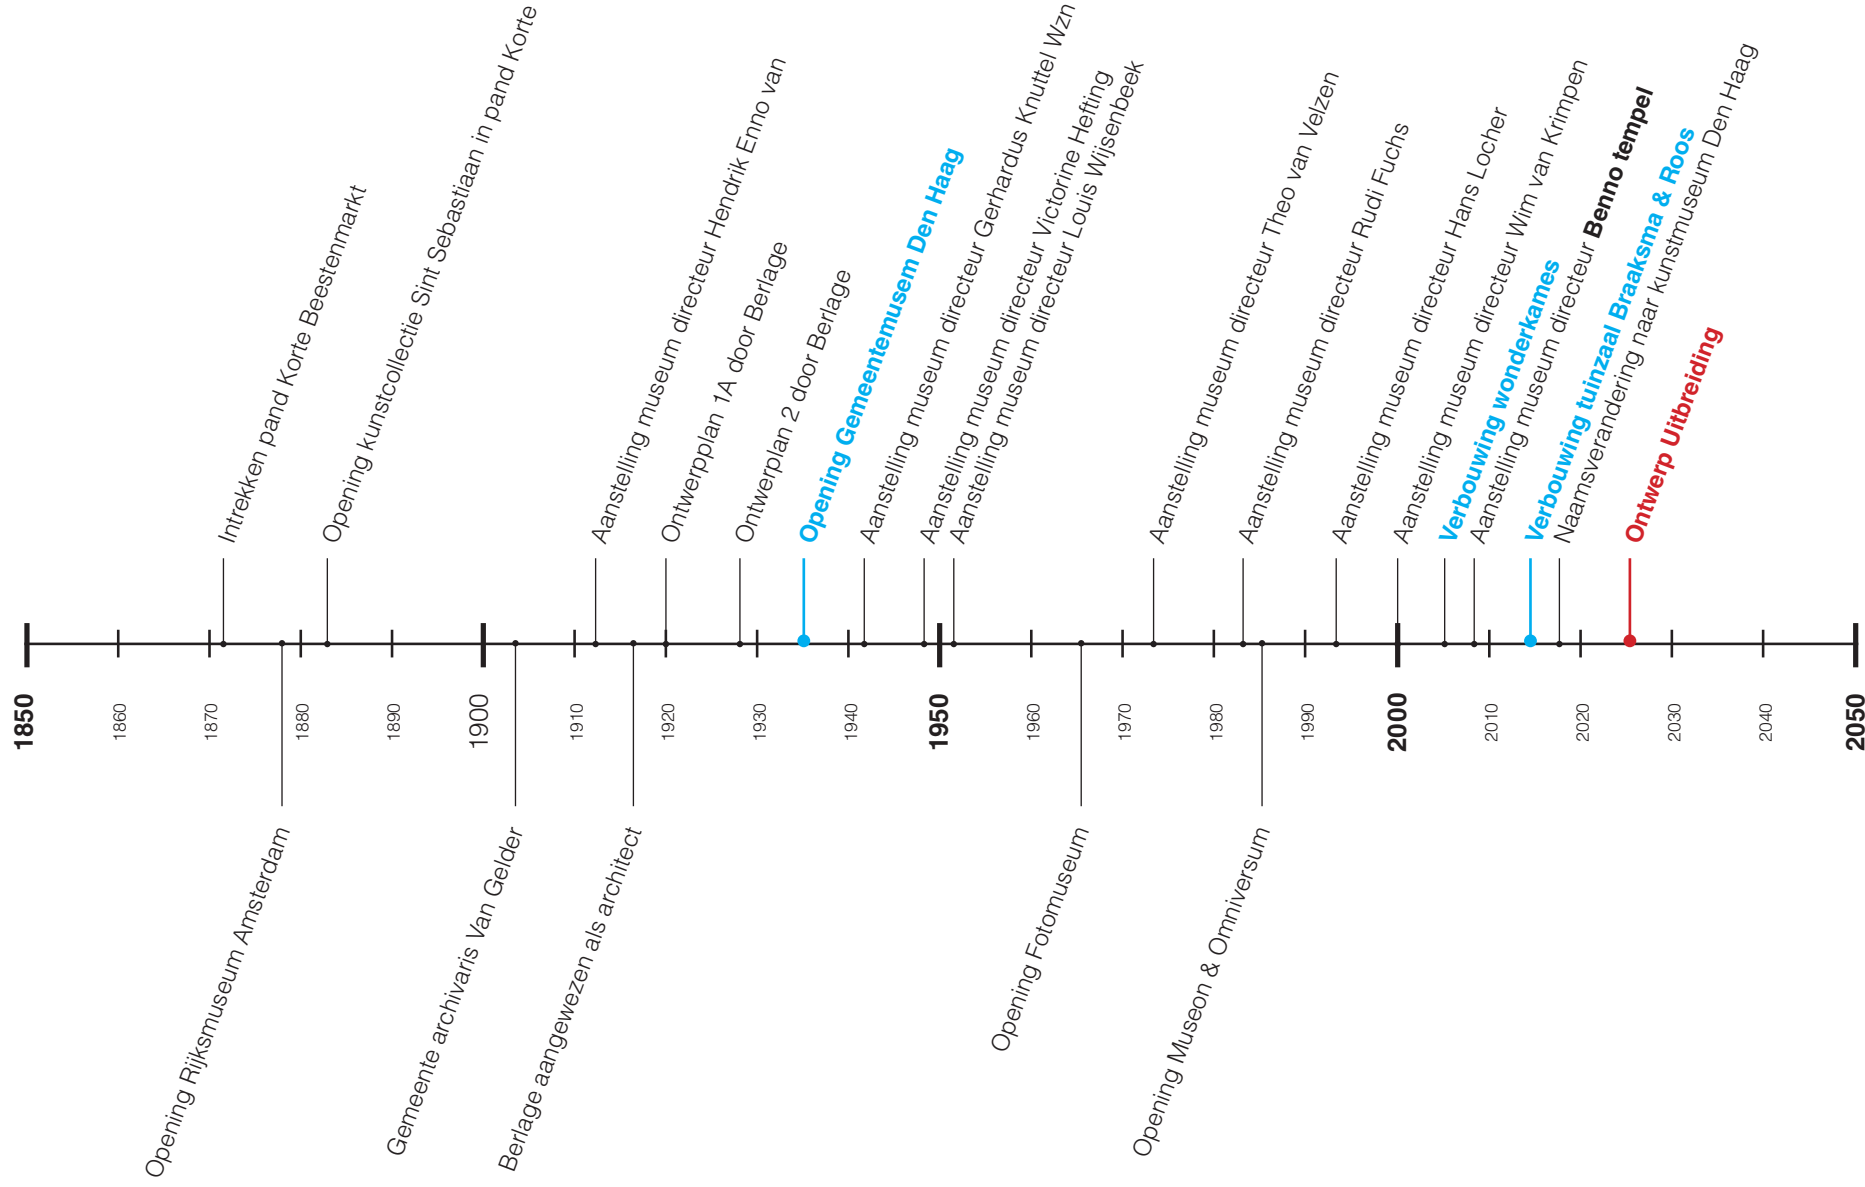 Intrekken pand Korte Beestenmarkt
Opening kunstcollectie Sint Sebastiaan in pand Korte
Aanstelling museum directeur Hendrik Enno van
Ontwerpplan 1A door Berlage
Ontwerplan 2 door Berlage
Opening Gemeentemusem Den Haag
Aanstelling museum directeur Gerhardus Knuttel Wzn
Aanstelling museum directeur Victorine Hefting
Aanstelling museum directeur Louis Wijsenbeek
Aanstelling museum directeur Theo van Velzen
Aanstelling museum directeur Rudi Fuchs
Aanstelling museum directeur Hans Locher
Aanstelling museum directeur Wim van Krimpen
Verbouwing wonderkames
Aanstelling museum directeur Benno tempel
Verbouwing tuinzaal Braaksma & Roos
Naamsverandering naar kunstmuseum Den Haag
Ontwerp Uitbreiding
1850
1860
1870
1880
1890
1900
1910
1920
1930
1940
1950
1960
1970
1980
1990
2000
2010
2020
2030
2040
2050
Opening Rijksmuseum Amsterdam
Gemeente archivaris Van Gelder
Berlage aangewezen als architect
Opening Fotomuseum
Opening Museon & Omniversum